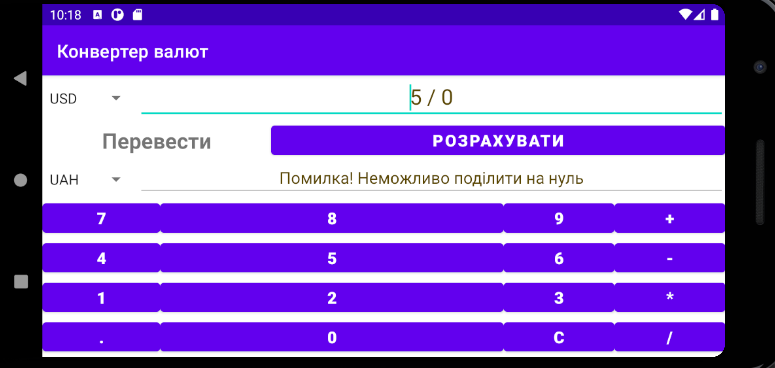 10:18
Конвертер валют
USD 5 / 0
Перевести РОЗРАХУВАТИ
UAH Помилка! Неможливо поділити на нуль
7 8 9 +
4 5 6 -
1 2 3 *
. 0 C /